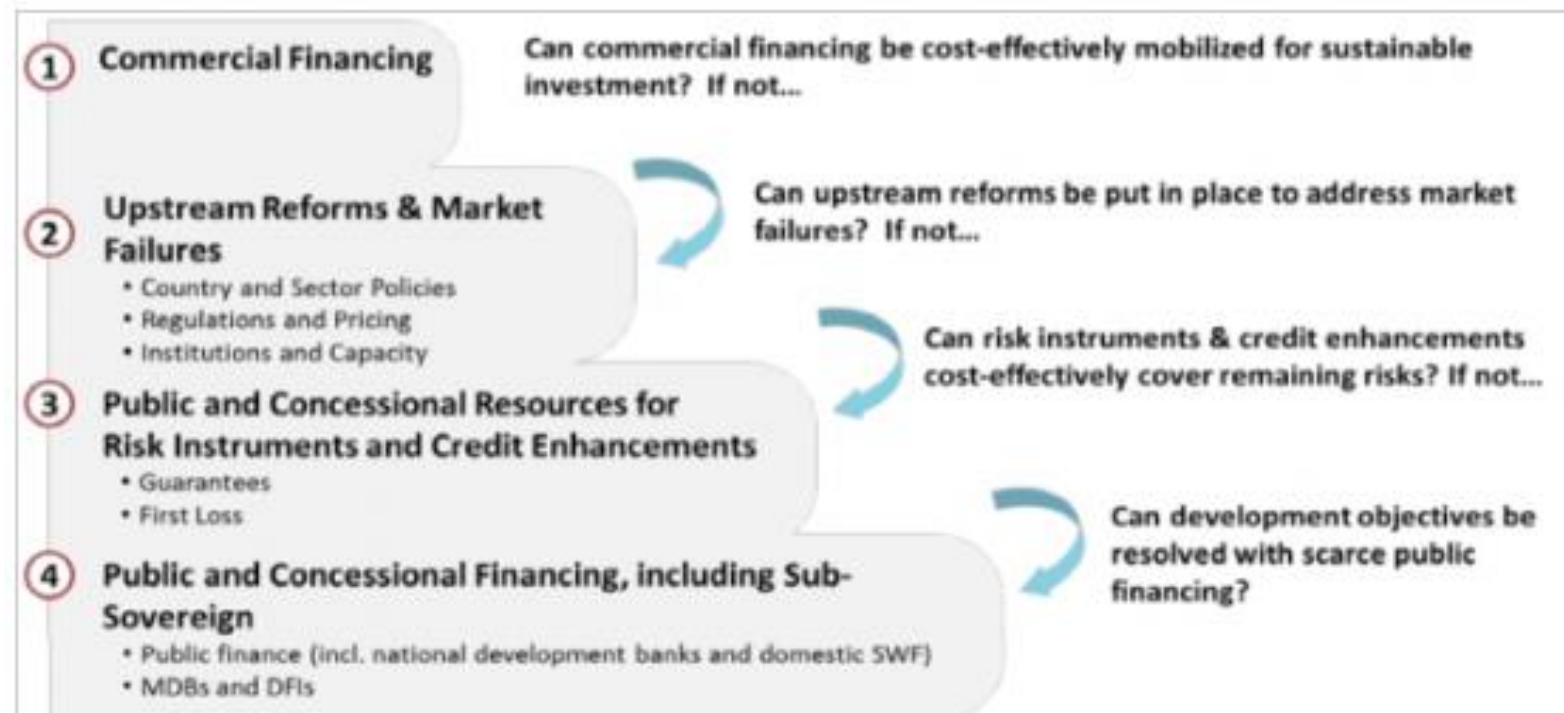 1 Commercial Financing
Can commercial financing be cost-effectively mobilized for sustainable
investment?  If not...
2 Upstream Reforms & Market
Failures
• Country and Sector Policies
• Regulations and Pricing
• Institutions and Capacity
Can upstream reforms be put in place to address market
failures?  If not...
3 Public and Concessional Resources for
Risk Instruments and Credit Enhancements
• Guarantees
• First Loss
Can risk instruments & credit enhancements
cost-effectively cover remaining risks? If not...
4 Public and Concessional Financing, including Sub-
Sovereign
• Public finance (incl. national development banks and domestic SWF)
• MDBs and DFIs
Can development objectives be
resolved with scarce public
financing?